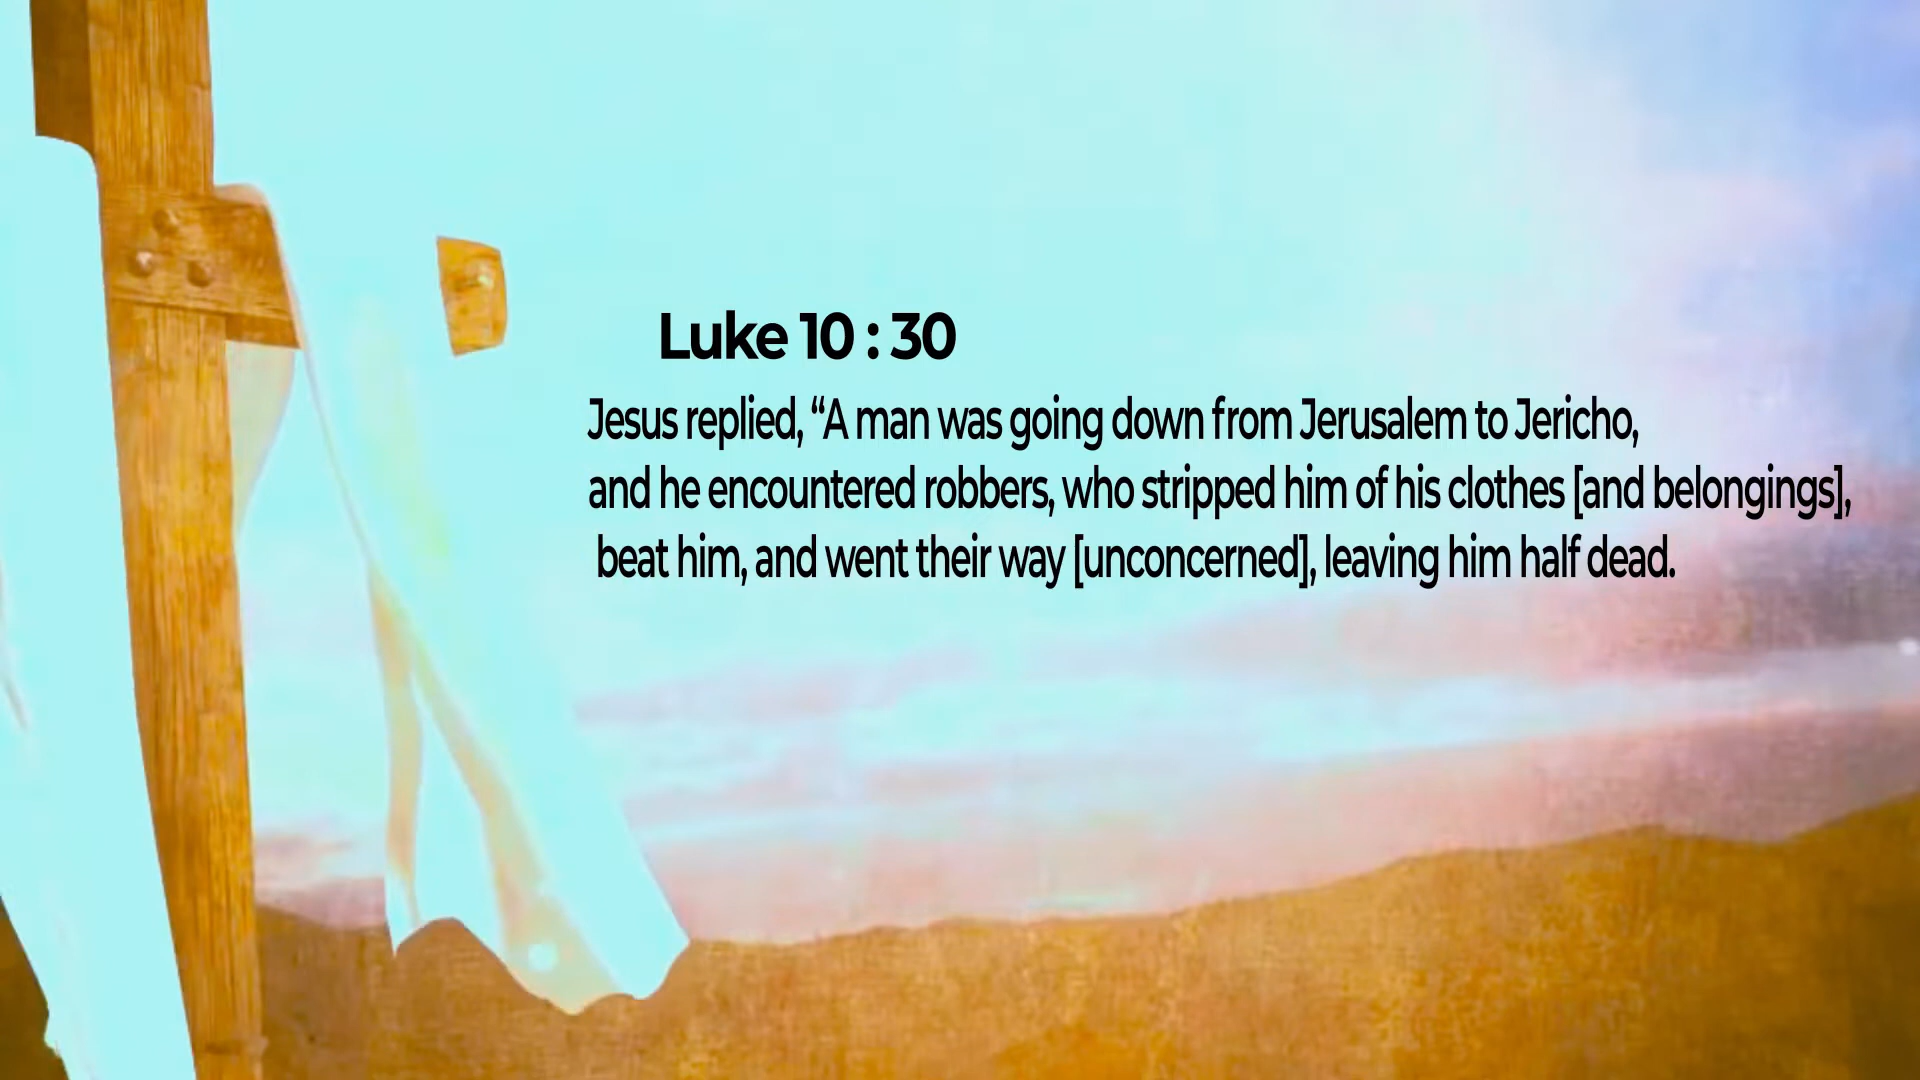 Luke 10 : 30
Jesus replied, “A man was going down from Jerusalem to Jericho,
and he encountered robbers, who stripped him of his clothes [and belongings],
beat him, and went their way [unconcerned], leaving him half dead.